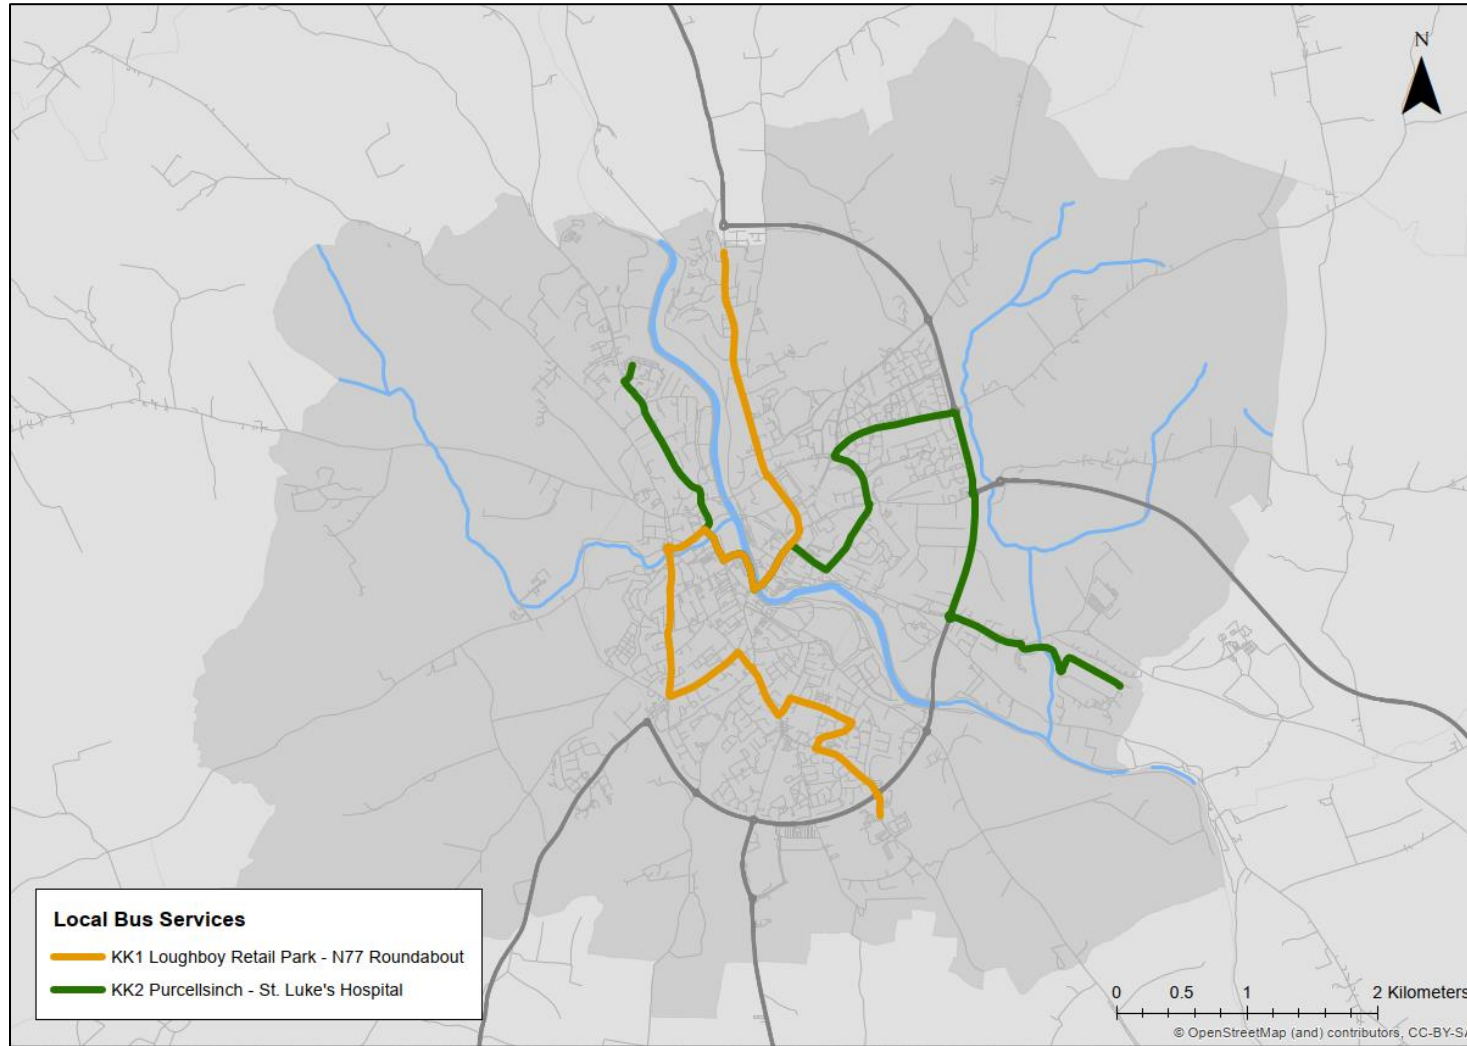 N
Local Bus Services
KK1 Loughboy Retail Park - N77 Roundabout
KK2 Purcellsinch - St. Luke's Hospital
0 0.5 1 2 Kilometers
© OpenStreetMap (and) contributors, CC-BY-SA